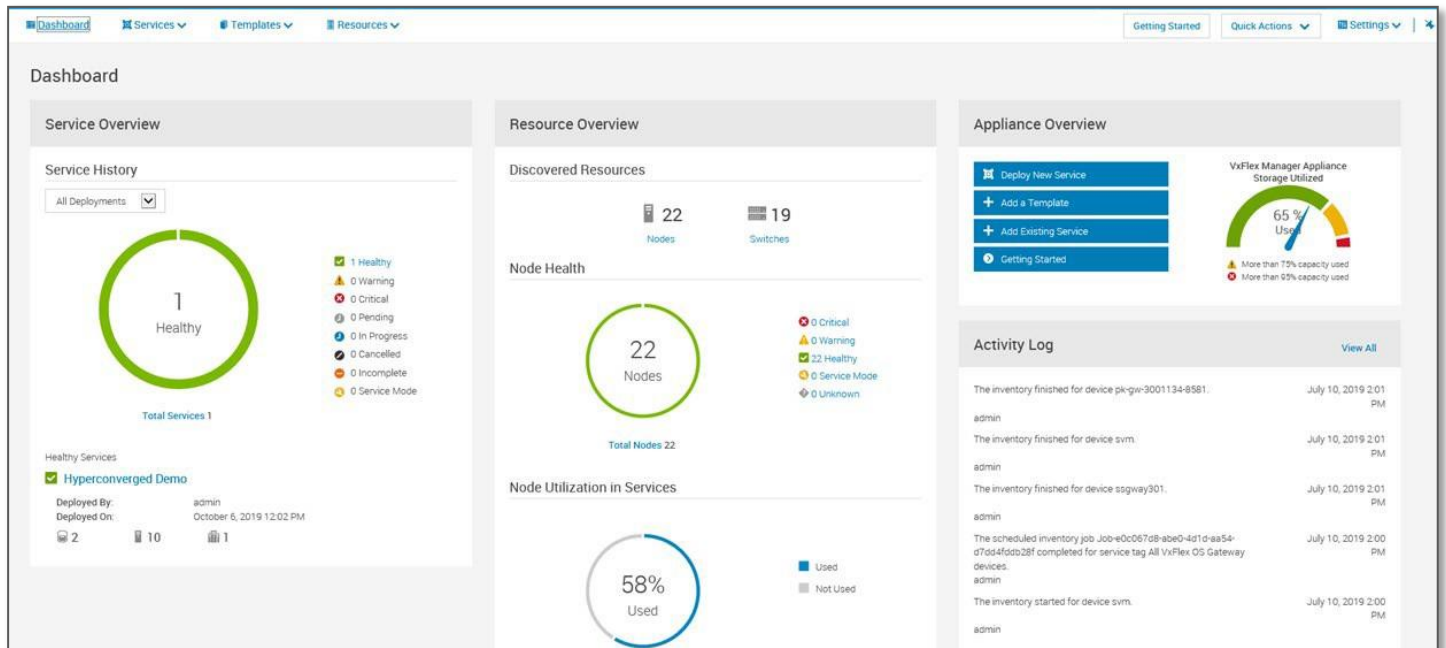 Dashboard Services Templates Resources Getting Started Quick Actions Settings
Dashboard
Service Overview
Service History
All Deployments
1
Healthy
1 Healthy
0 Warning
0 Critical
0 Pending
0 In Progress
0 Cancelled
0 Incomplete
0 Service Mode
Total Services 1
Healthy Services
Hyperconverged Demo
Deployed By: admin
Deployed On: October 6, 2019 12:02 PM
2 10 1
Resource Overview
Discovered Resources
22 19
Nodes Switches
Node Health
22
Nodes
0 Critical
0 Warning
22 Healthy
0 Service Mode
0 Unknown
Total Nodes 22
Node Utilization in Services
58%
Used
Used
Not Used
Appliance Overview
Deploy New Service
Add a Template
Add Existing Service
Getting Started
VxFlex Manager Appliance
Storage Utilized
65 %
Used
More than 75% capacity used
More than 95% capacity used
Activity Log View All
The inventory finished for device pk-gw-3001134-8581. July 10, 2019 2:01
PM
admin
The inventory finished for device svm. July 10, 2019 2:01
PM
admin
The inventory finished for device ssgway301. July 10, 2019 2:01
PM
admin
The scheduled inventory job Job-e0c067d8-abe0-4d1d-aa54- July 10, 2019 2:00
d7dd4fddb28f completed for service tag All VxFlex OS Gateway PM
devices.
admin
The inventory started for device svm. July 10, 2019 2:00
PM
admin